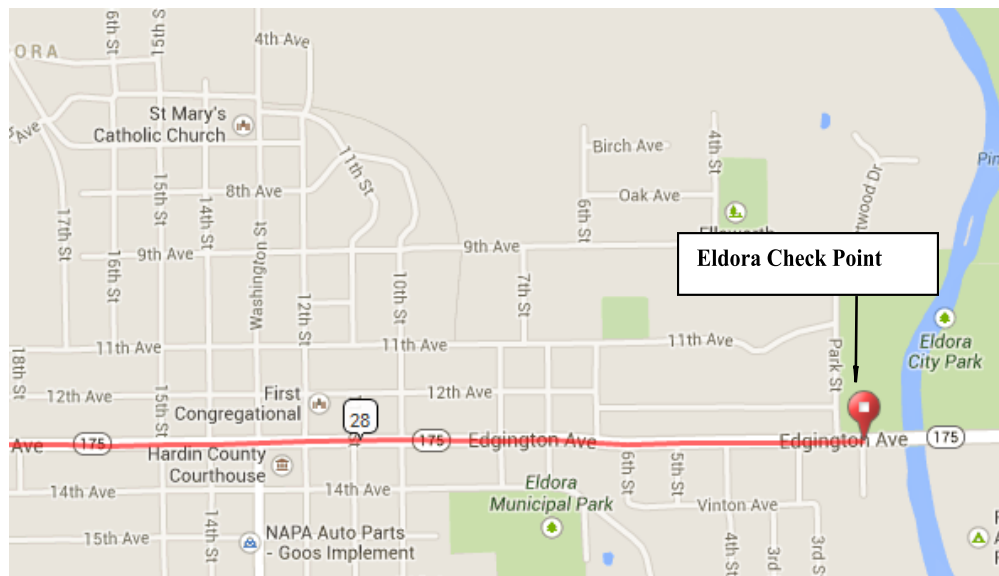 ORA
6th St
15th S
4th Ave
St Mary's
Catholic Church
Ave
11th St
Birch Ave
4th St
Pin
8th Ave
15th St
14th St
Oak Ave
6th St
twood Dr
17th St
16th St
Washington St
9th Ave
9th Ave
Eldora Check Point
12th St
10th St
7th St
11th Ave
11th Ave
11th Ave
Park St
Eldora
City Park
18th St
12th Ave
15th St
First
Congregational
12th Ave
28
Ave
175
175
Edgington Ave
Edgington Ave
175
Hardin County
Courthouse
14th Ave
14th Ave
Eldora
Municipal Park
6th St
5th St
Vinton Ave
15th Ave
14th St
NAPA Auto Parts
- Goos Implement
4th St
3rd
3rd S